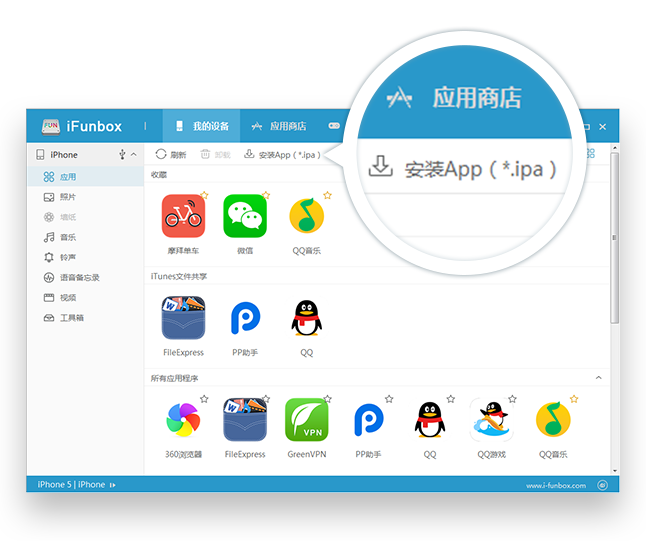 应用商店
安装App ( *.ipa )
iFunbox
我的设备
应用商店
iPhone
刷新
卸载
安装App ( *.ipa )
应用
照片
墙纸
音乐
铃声
语音备忘录
视频
工具箱
收藏
摩拜单车
微信
QQ音乐
iTunes文件共享
FileExpress
PP助手
QQ
所有应用程序
VPN
360浏览器
FileExpress
GreenVPN
PP助手
QQ
QQ游戏
QQ音乐
iPhone 5 | iPhone
www.i-funbox.com